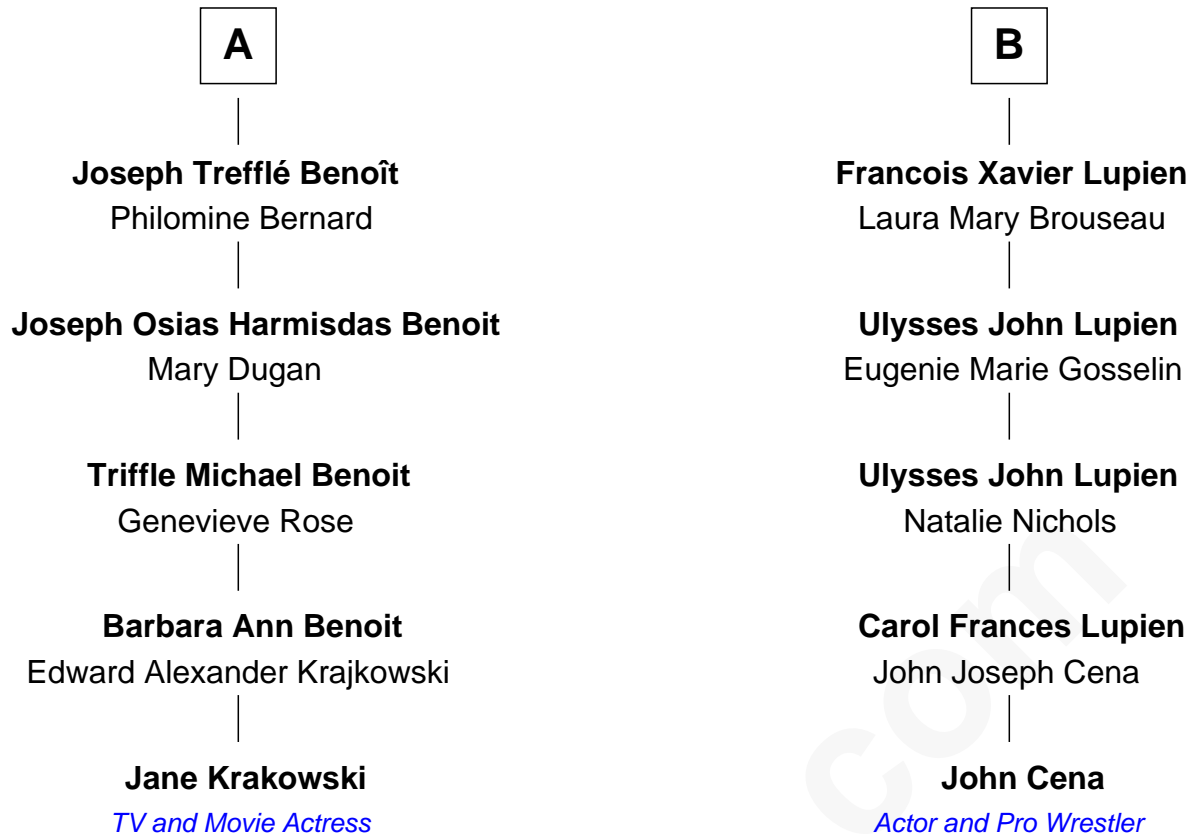 A
Joseph Trefflé Benoît
Philomine Bernard
Joseph Osias Harmisdas Benoit
Mary Dugan
Triffle Michael Benoit
Genevieve Rose
Barbara Ann Benoit
Edward Alexander Krajkowski
Jane Krakowski
TV and Movie Actress
B
Francois Xavier Lupien
Laura Mary Brouseau
Ulysses John Lupien
Eugenie Marie Gosselin
Ulysses John Lupien
Natalie Nichols
Carol Frances Lupien
John Joseph Cena
John Cena
Actor and Pro Wrestler
com